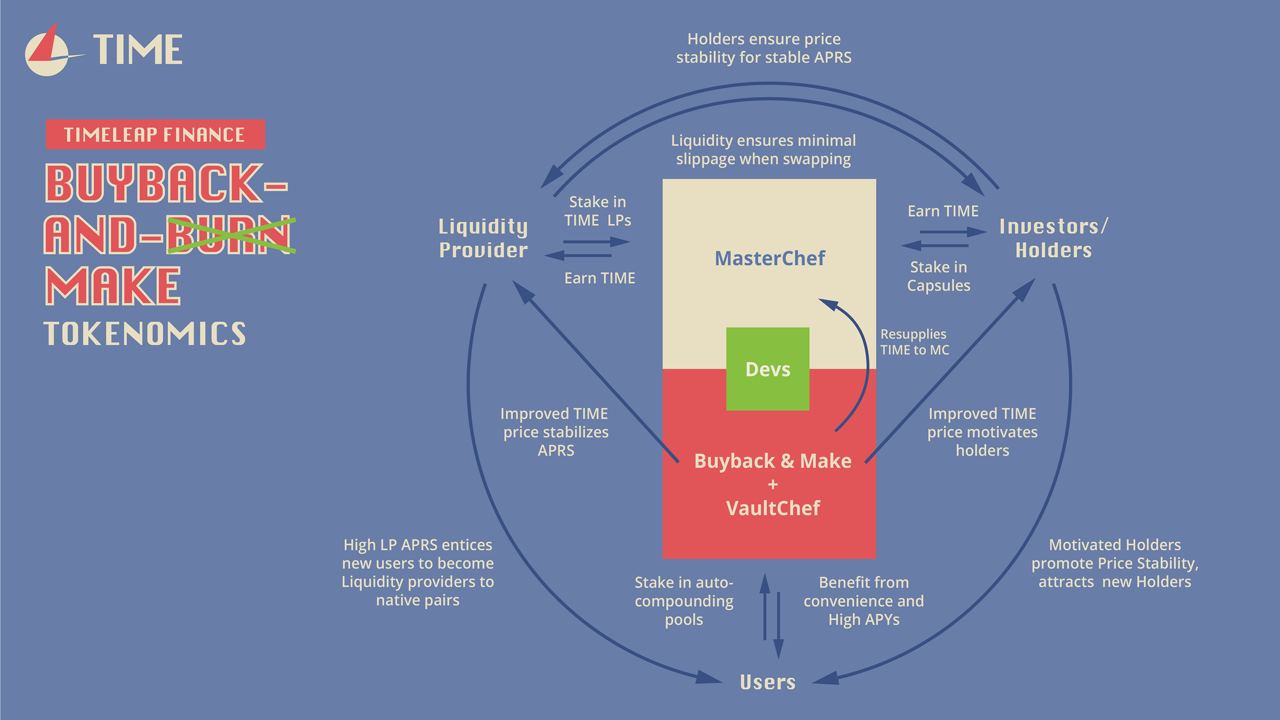 TIME
TIMELEAP FINANCE
BUYBACK-
AND-BURN
MAKE
TOKENOMICS
Holders ensure price
stability for stable APRS
Liquidity ensures minimal
slippage when swapping
Liquidity
Provider
Stake in
TIME LPs
Earn TIME
MasterChef
Earn TIME
Stake in
Capsules
Investors/
Holders
Resupplies
TIME to MC
Devs
Improved TIME
price stabilizes
APRS
Buyback & Make
+
VaultChef
Improved TIME
price motivates
holders
High LP APRS entices
new users to become
Liquidity providers to
native pairs
Stake in auto-
compounding
pools
Benefit from
convenience and
High APYs
Motivated Holders
promote Price Stability,
attracts new Holders
Users